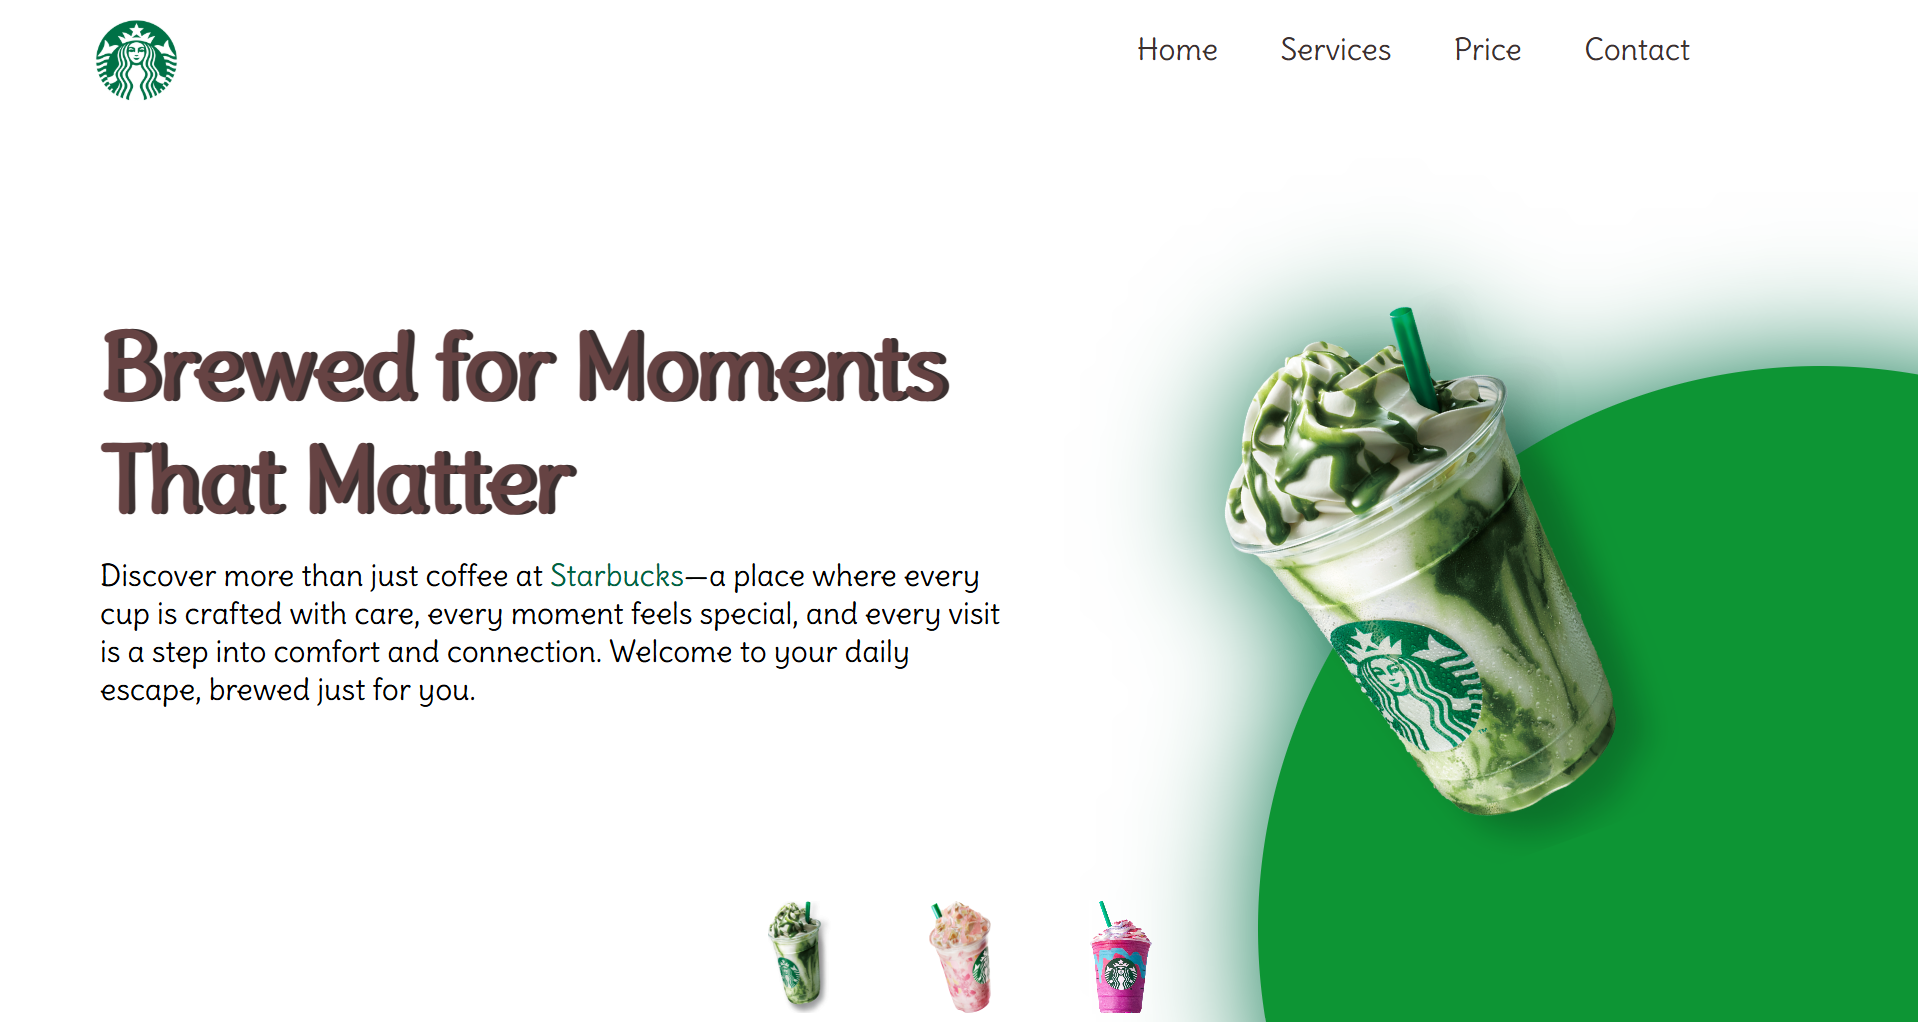 Home Services Price Contact
Brewed for Moments
That Matter
Discover more than just coffee at Starbucks—a place where every
cup is crafted with care, every moment feels special, and every visit
is a step into comfort and connection. Welcome to your daily
escape, brewed just for you.